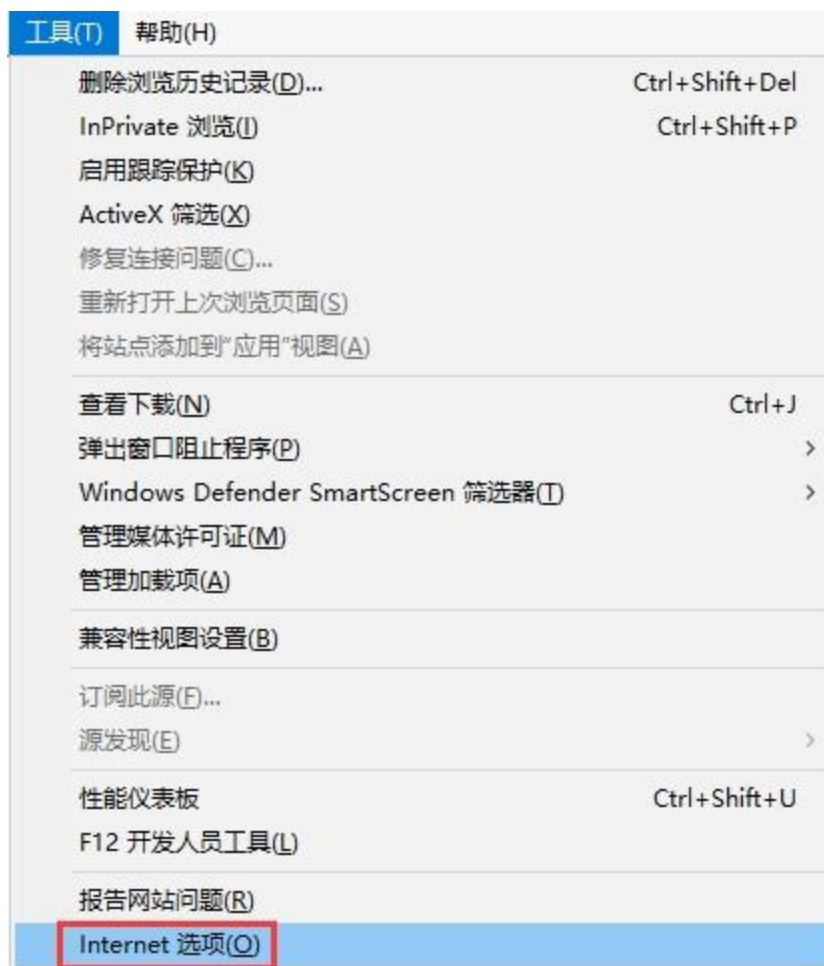 工具(T) 帮助(H)
删除浏览历史记录(D)... Ctrl+Shift+Del
InPrivate 浏览(I) Ctrl+Shift+P
启用跟踪保护(K)
ActiveX 筛选(X)
修复连接问题(C)...
重新打开上次浏览页面(S)
将站点添加到“应用”视图(A)
查看下载(N) Ctrl+J
弹出窗口阻止程序(P)
Windows Defender SmartScreen 筛选器(T)
管理媒体许可证(M)
管理加载项(A)
兼容性视图设置(B)
订阅此源(F)...
源发现(E)
性能仪表板 Ctrl+Shift+U
F12 开发人员工具(L)
报告网站问题(R)
Internet 选项(O)